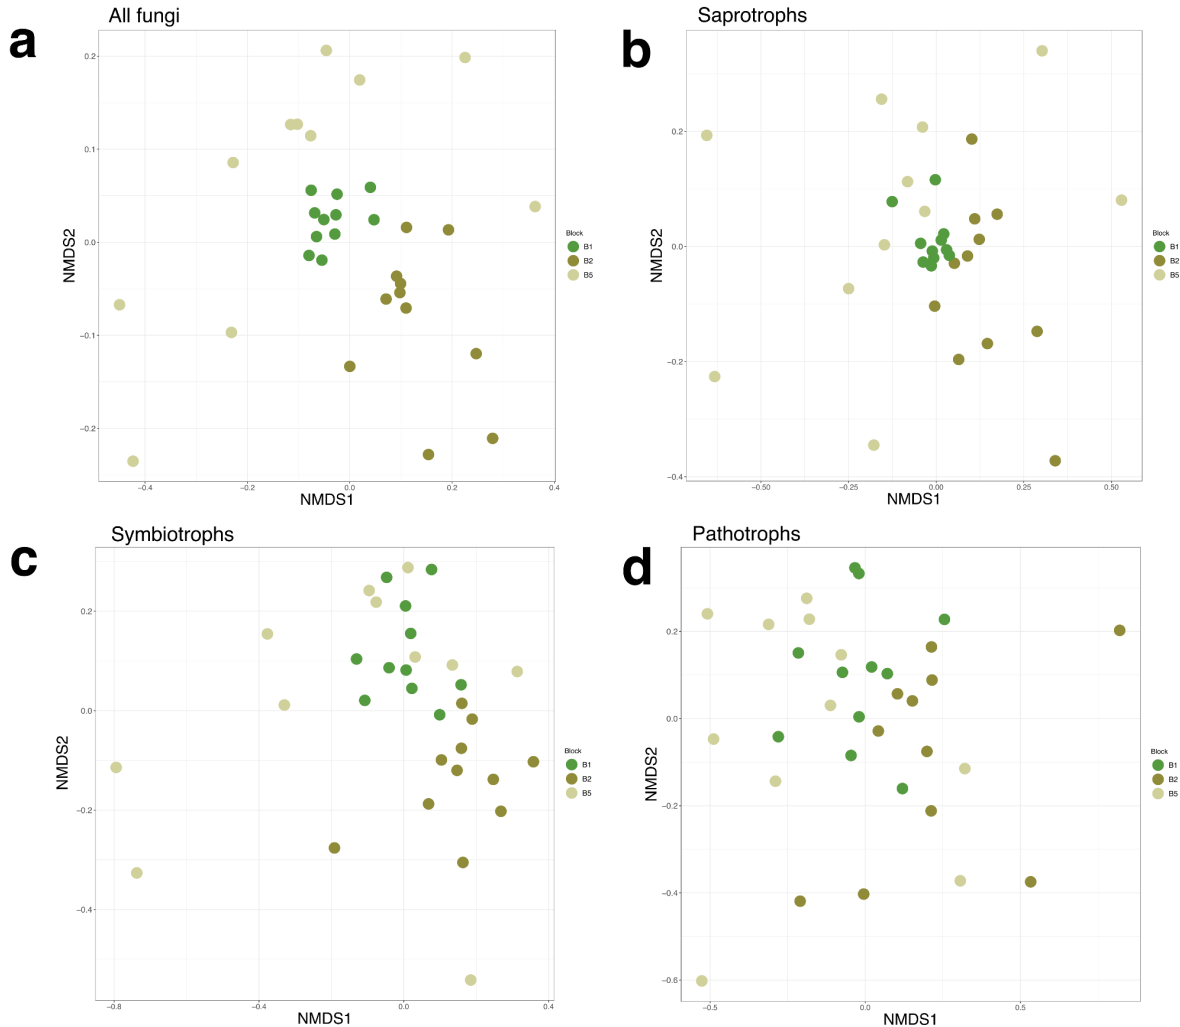 a
All fungi
0.2
0.1
0.0
−0.1
−0.2
NMDS2
−0.4
−0.2
0.0
0.2
0.4
NMDS1
Block
B1
B2
B5
b
Saprotrophs
0.2
0.0
−0.2
−0.4
NMDS2
−0.50
−0.25
0.00
0.25
0.50
NMDS1
Block
B1
B2
B5
c
Symbiotrophs
0.2
0.0
−0.2
−0.4
NMDS2
−0.8
−0.4
0.0
0.4
NMDS1
Block
B1
B2
B5
d
Pathotrophs
0.2
0.0
−0.2
−0.4
−0.6
NMDS2
−0.5
0.0
0.5
NMDS1
Block
B1
B2
B5